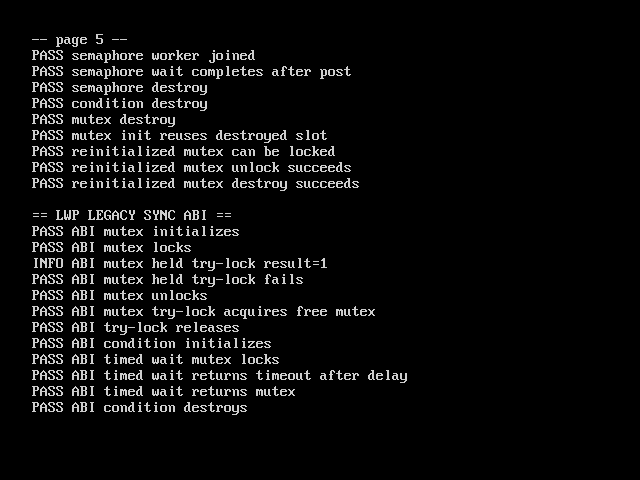 -- page 5 --
PASS semaphore worker joined
PASS semaphore wait completes after post
PASS semaphore destroy
PASS condition destroy
PASS mutex destroy
PASS mutex init reuses destroyed slot
PASS reinitialized mutex can be locked
PASS reinitialized mutex unlock succeeds
PASS reinitialized mutex destroy succeeds
== LWP LEGACY SYNC ABI ==
PASS ABI mutex initializes
PASS ABI mutex locks
INFO ABI mutex held try-lock result=1
PASS ABI mutex held try-lock fails
PASS ABI mutex unlocks
PASS ABI mutex try-lock acquires free mutex
PASS ABI try-lock releases
PASS ABI condition initializes
PASS ABI timed wait mutex locks
PASS ABI timed wait returns timeout after delay
PASS ABI timed wait returns mutex
PASS ABI condition destroys